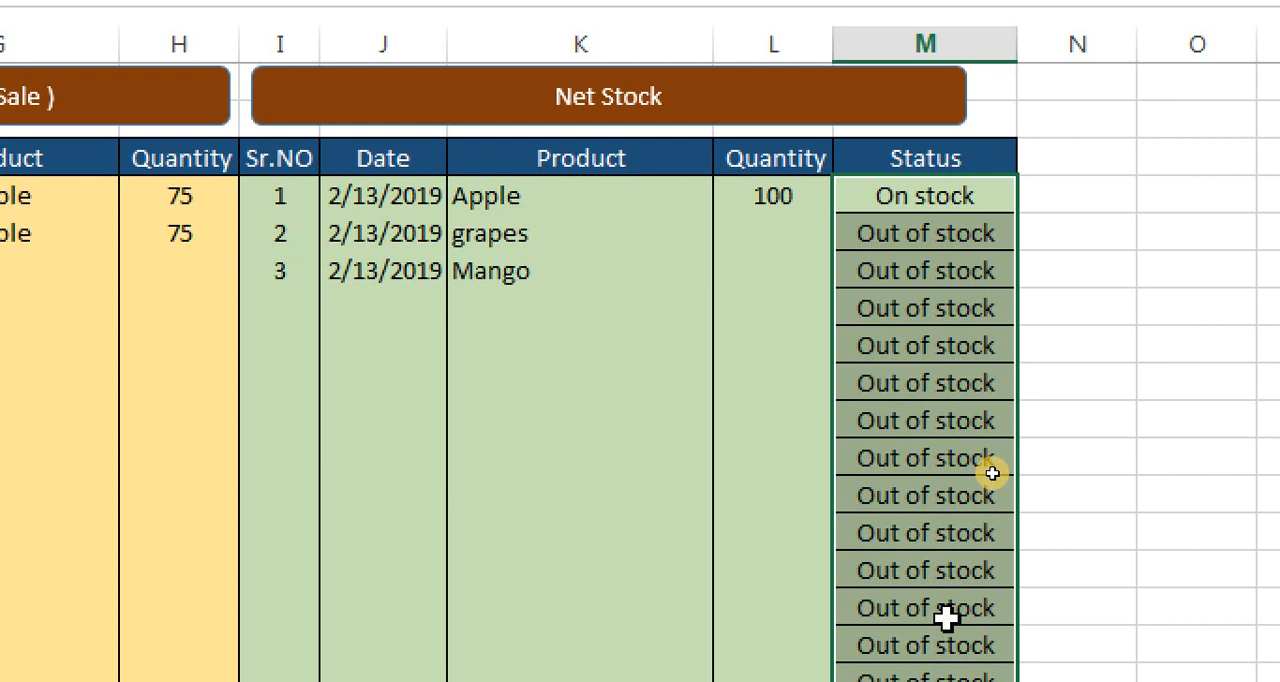 G H I J K L M N O
Sale ) Net Stock
duct Quantity Sr.NO Date Product Quantity Status
ple 75 1 2/13/2019 Apple 100 On stock
ple 75 2 2/13/2019 grapes Out of stock
3 2/13/2019 Mango Out of stock
Out of stock
Out of stock
Out of stock
Out of stock
Out of stock
Out of stock
Out of stock
Out of stock
Out of stock
Out of stock
Out of stock